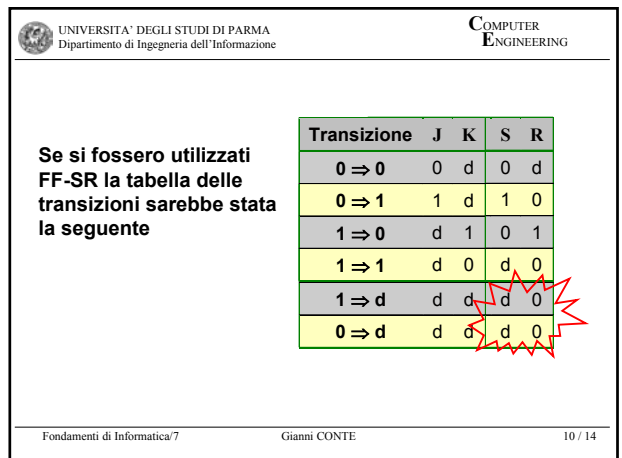 UNIVERSITA' DEGLI STUDI DI PARMA
Dipartimento di Ingegneria dell'Informazione
COMPUTER
ENGINEERING
Se si fossero utilizzati
FF-SR la tabella delle
transizioni sarebbe stata
la seguente
Transizione J K S R
0 ⇒ 0 0 d 0 d
0 ⇒ 1 1 d 1 0
1 ⇒ 0 d 1 0 1
1 ⇒ 1 d 0 d 0
1 ⇒ d d d d 0
0 ⇒ d d d d 0
Fondamenti di Informatica/7 Gianni CONTE 10 / 14